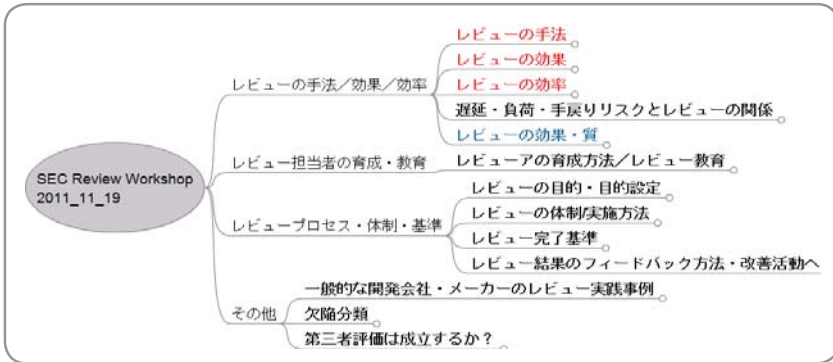 SEC Review Workshop
2011_11_19
レビューの手法／効果／効率
レビューの手法
レビューの効果
レビューの効率
遅延・負荷・手戻りリスクとレビューの関係
レビューの効果・質
レビュー担当者の育成・教育
レビューアの育成方法／レビュー教育
レビュープロセス・体制・基準
レビューの目的・目的設定
レビューの体制/実施方法
レビュー完了基準
レビュー結果のフィードバック方法・改善活動へ
その他
一般的な開発会社・メーカーのレビュー実践事例
欠陥分類
第三者評価は成立するか？